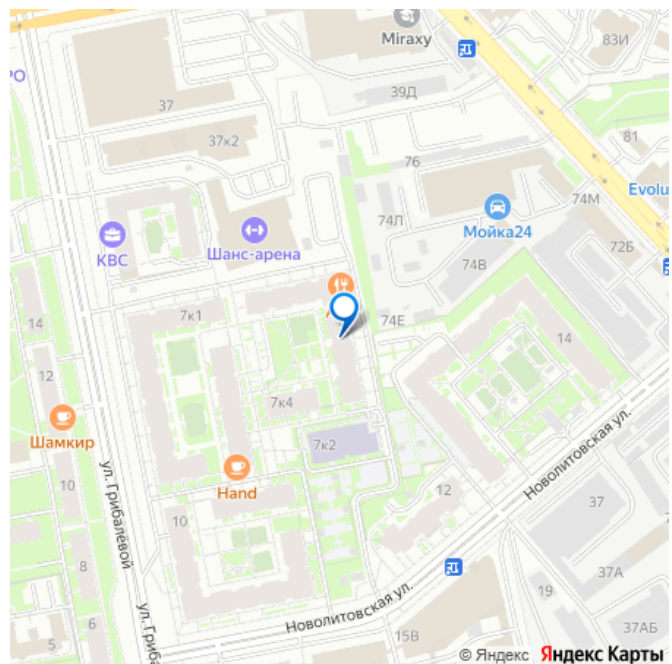 Miraxy
83И
РО
37
39Д
37к2
81
76
Evolu
74М
74Л
КВС
Шанс-арена
Мойка24
72Б
74В
7к1
74Е
14
14
12
7к4
Шамкир
7к2
Новолитовская ул.
ул. Грибалёвой
Hand
10
12
37
10
8
37А
19
ул. Гриба
Новолитовская ул.
6
15В
37АБ
5
© Яндекс Яндекс Карты